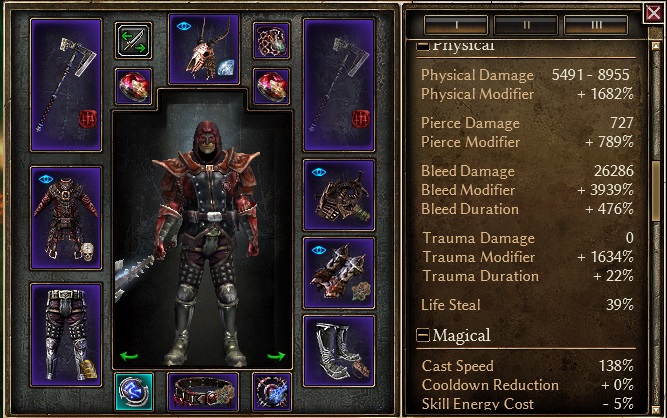 I II III
Physical
Physical Damage 5491 - 8955
Physical Modifier + 1682%
Pierce Damage 727
Pierce Modifier + 789%
Bleed Damage 26286
Bleed Modifier + 3939%
Bleed Duration + 476%
Trauma Damage 0
Trauma Modifier + 1634%
Trauma Duration + 22%
Life Steal 39%
Magical
Cast Speed 138%
Cooldown Reduction + 0%
Skill Energy Cost - 5%